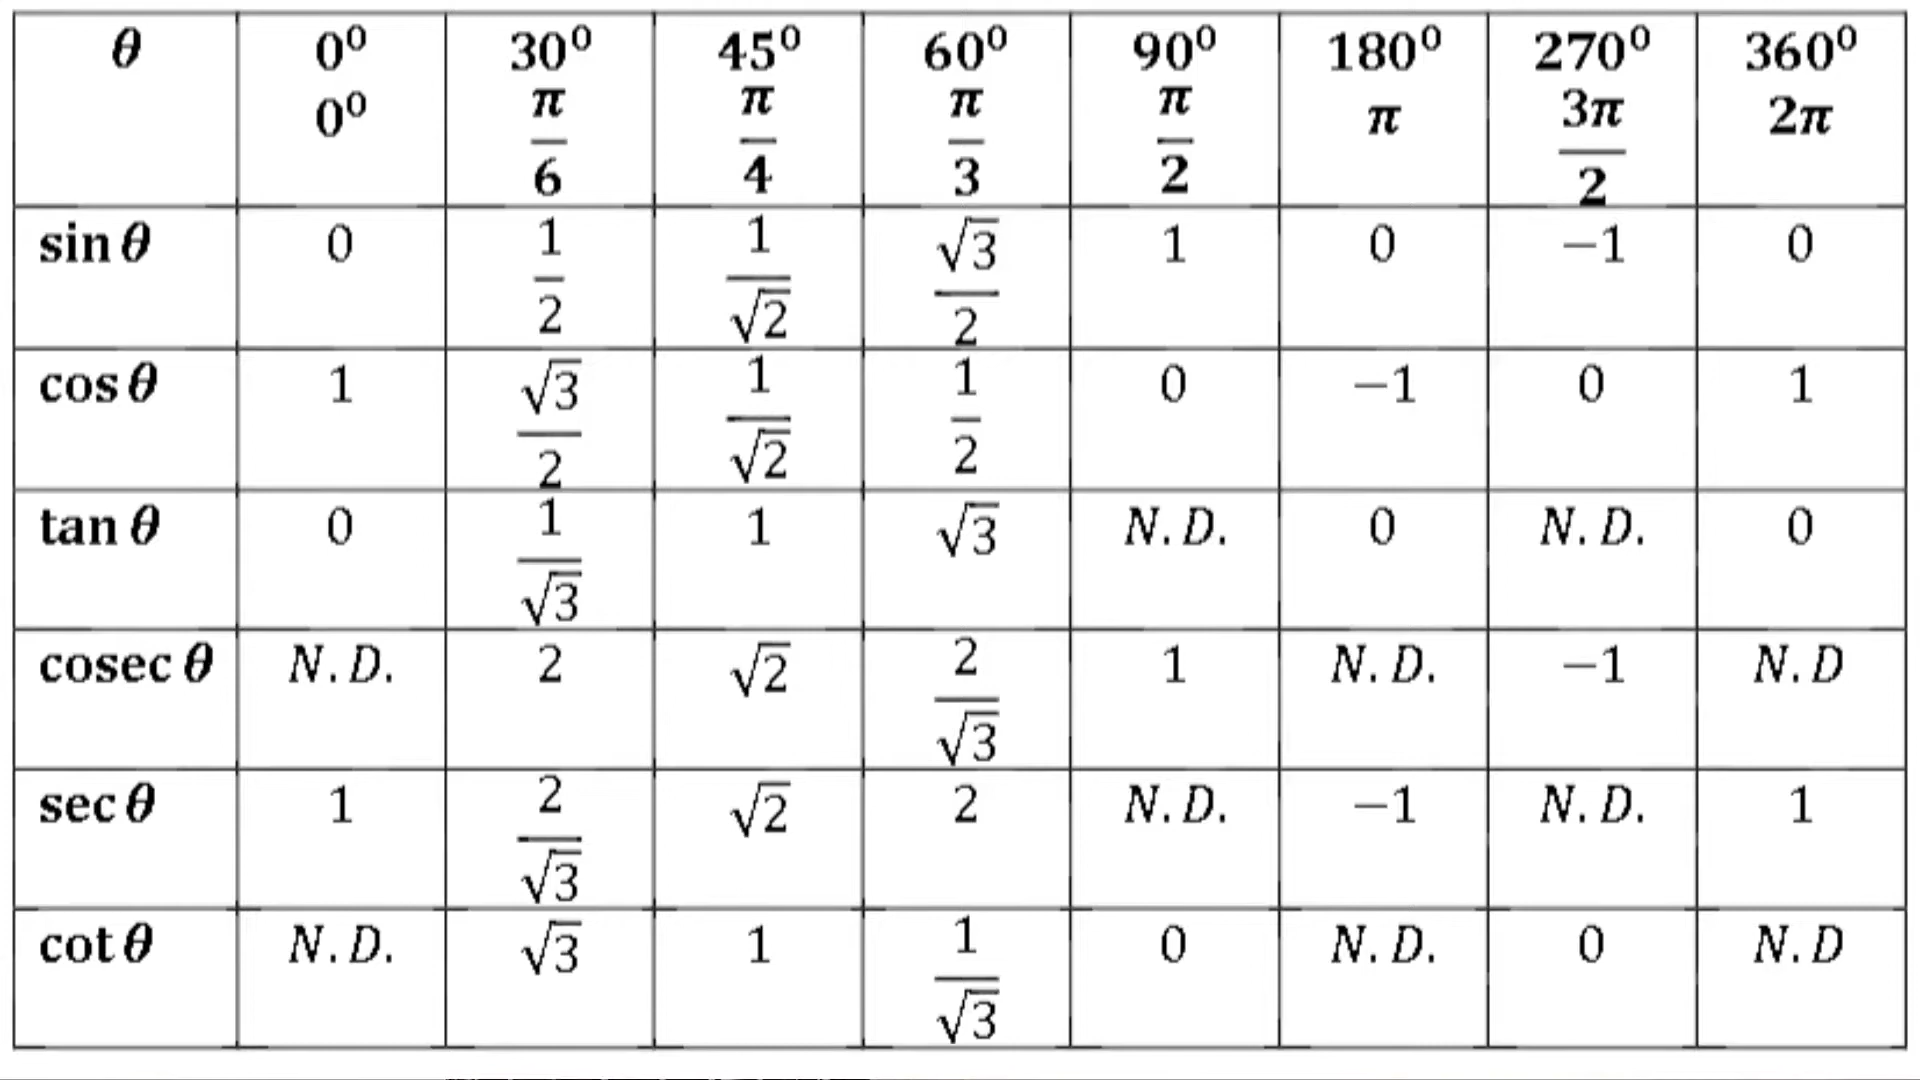 θ 0⁰ 30⁰ 45⁰ 60⁰ 90⁰ 180⁰ 270⁰ 360⁰
0⁰ π/6 π/4 π/3 π/2 π 3π/2 2π
sin θ 0 1/2 1/√2 √3/2 1 0 −1 0
cos θ 1 √3/2 1/√2 1/2 0 −1 0 1
tan θ 0 1/√3 1 √3 N.D. 0 N.D. 0
cosec θ N.D. 2 √2 2/√3 1 N.D. −1 N.D
sec θ 1 2/√3 √2 2 N.D. −1 N.D. 1
cot θ N.D. √3 1 1/√3 0 N.D. 0 N.D